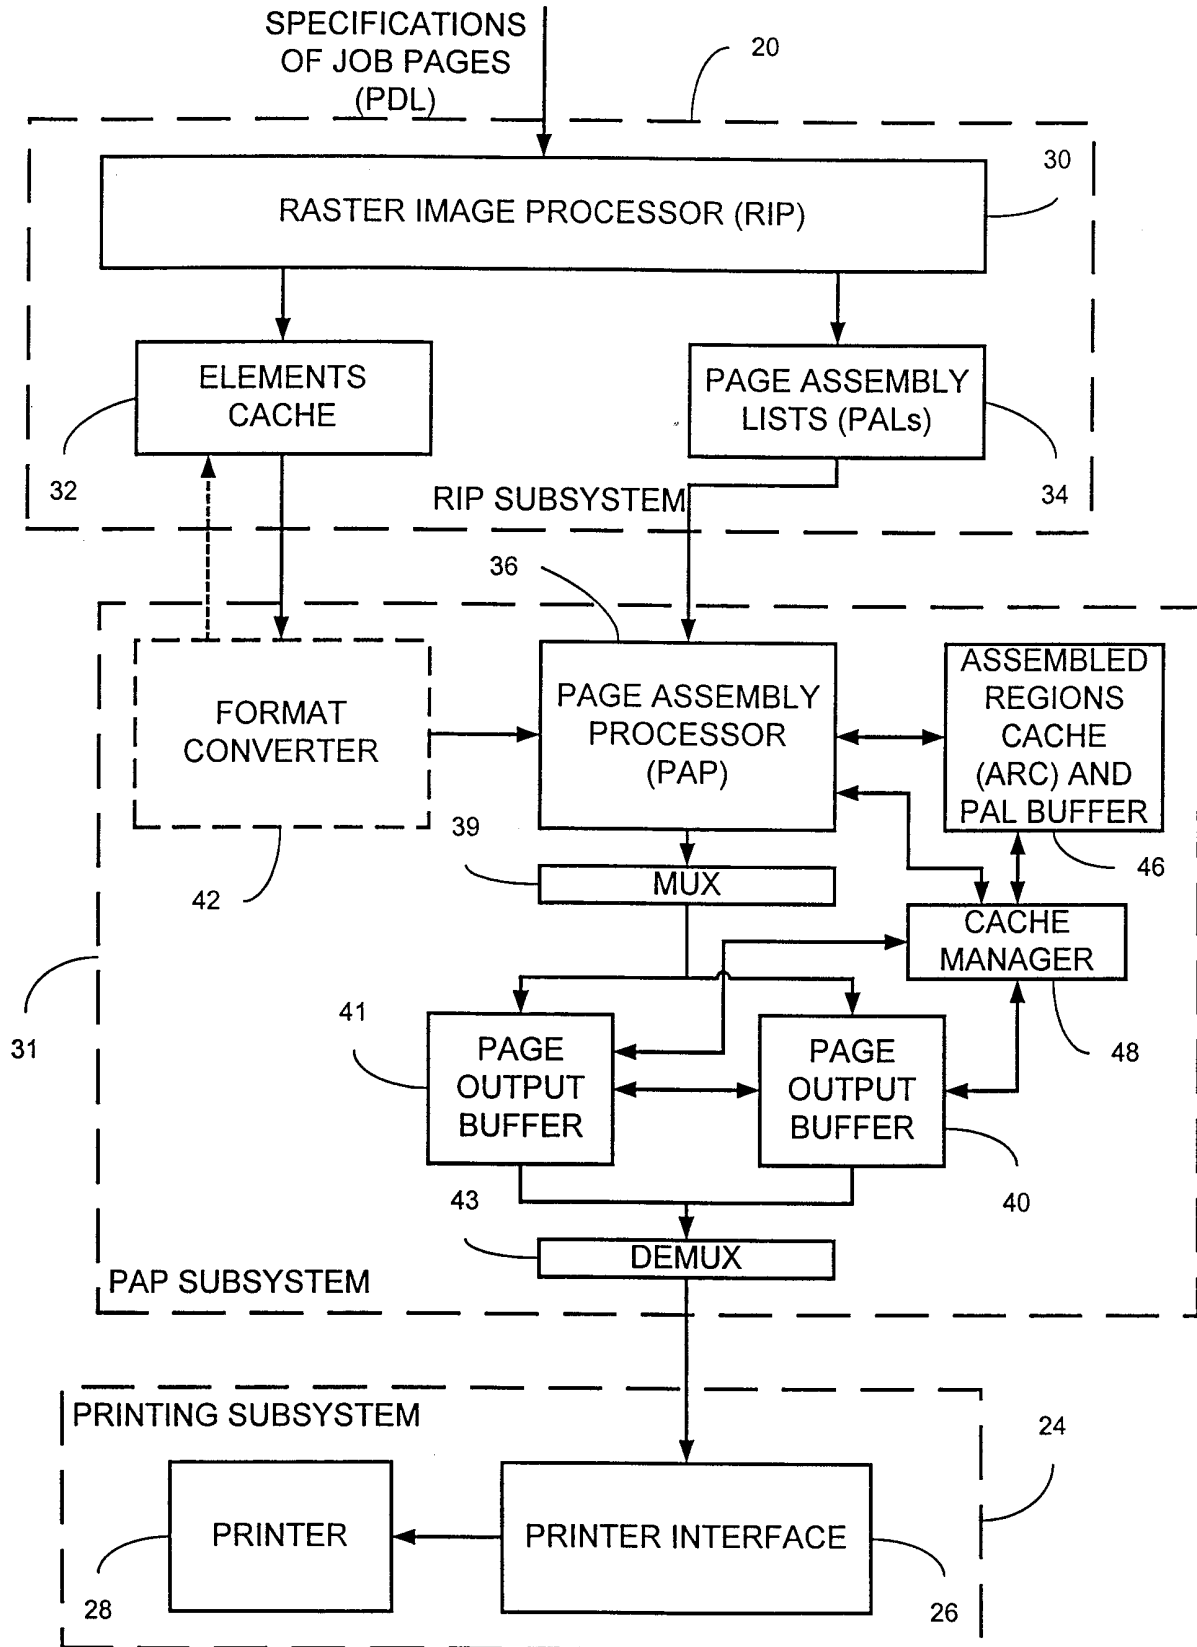 SPECIFICATIONS
OF JOB PAGES
(PDL)
20
30
RASTER IMAGE PROCESSOR (RIP)
ELEMENTS
CACHE
PAGE ASSEMBLY
LISTS (PALs)
32
34
RIP SUBSYSTEM
36
FORMAT
CONVERTER
PAGE ASSEMBLY
PROCESSOR
(PAP)
ASSEMBLED
REGIONS
CACHE
(ARC) AND
PAL BUFFER
39
42
46
MUX
CACHE
MANAGER
31
41
48
PAGE
OUTPUT
BUFFER
PAGE
OUTPUT
BUFFER
43
40
DEMUX
PAP SUBSYSTEM
PRINTING SUBSYSTEM
24
PRINTER
PRINTER INTERFACE
28
26